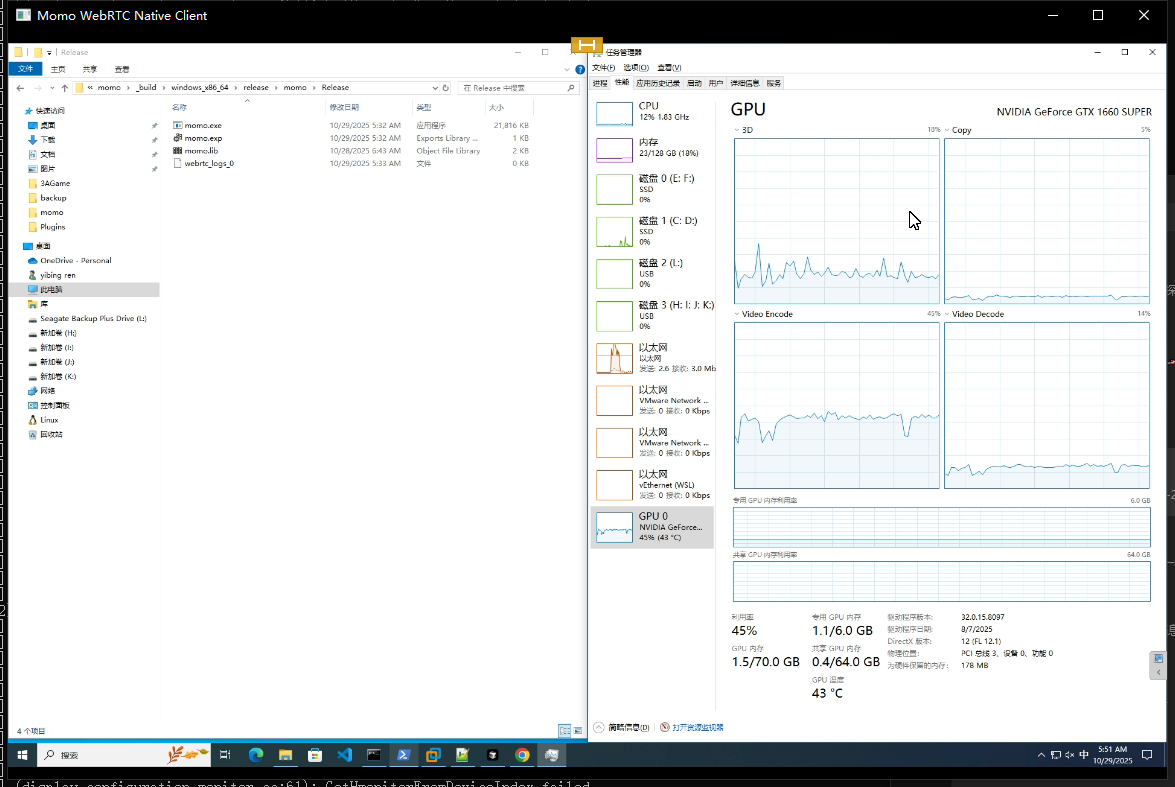 Momo WebRTC Native Client
Release
文件 主页 共享 查看
« momo › _build › windows_x86_64 › release › momo › Release
在 Release 中搜索
名称 修改日期 类型 大小
momo.exe 10/29/2025 5:32 AM 应用程序 21,816 KB
momo.exp 10/29/2025 5:32 AM Exports Library ... 1 KB
momo.lib 10/28/2025 6:43 AM Object File Library 2 KB
webrtc_logs_0 10/29/2025 5:33 AM 文件 0 KB
快速访问
桌面
下载
文档
图片
3AGame
backup
momo
Plugins
桌面
OneDrive - Personal
yibing ren
此电脑
库
Seagate Backup Plus Drive (L:)
新加卷 (H:)
新加卷 (I:)
新加卷 (J:)
新加卷 (K:)
网络
控制面板
Linux
回收站
4 个项目
任务管理器
文件(F) 选项(O) 查看(V)
进程 性能 应用历史记录 启动 用户 详细信息 服务
CPU
12% 1.83 GHz
内存
23/128 GB (18%)
磁盘 0 (E: F:)
SSD
0%
磁盘 1 (C: D:)
SSD
0%
磁盘 2 (L:)
USB
0%
磁盘 3 (H: I: J: K:)
USB
0%
以太网
以太网
发送: 2.6 接收: 3.0 Mb
以太网
VMware Network ...
发送: 0 接收: 0 Kbps
以太网
VMware Network ...
发送: 0 接收: 0 Kbps
以太网
vEthernet (WSL)
发送: 0 接收: 0 Kbps
GPU 0
NVIDIA GeForce...
45% (43 °C)
GPU NVIDIA GeForce GTX 1660 SUPER
3D 18% Copy 5%
Video Encode 45% Video Decode 14%
专用 GPU 内存利用率 6.0 GB
共享 GPU 内存利用率 64.0 GB
利用率
45%
GPU 内存
1.5/70.0 GB
专用 GPU 内存
1.1/6.0 GB
共享 GPU 内存
0.4/64.0 GB
GPU 温度
43 °C
驱动程序版本: 32.0.15.8097
驱动程序日期: 8/7/2025
DirectX 版本: 12 (FL 12.1)
物理位置: PCI 总线 3、设备 0、功能 0
为硬件保留的内存: 178 MB
简略信息(D) 打开资源监视器
搜索
中
5:51 AM
10/29/2025